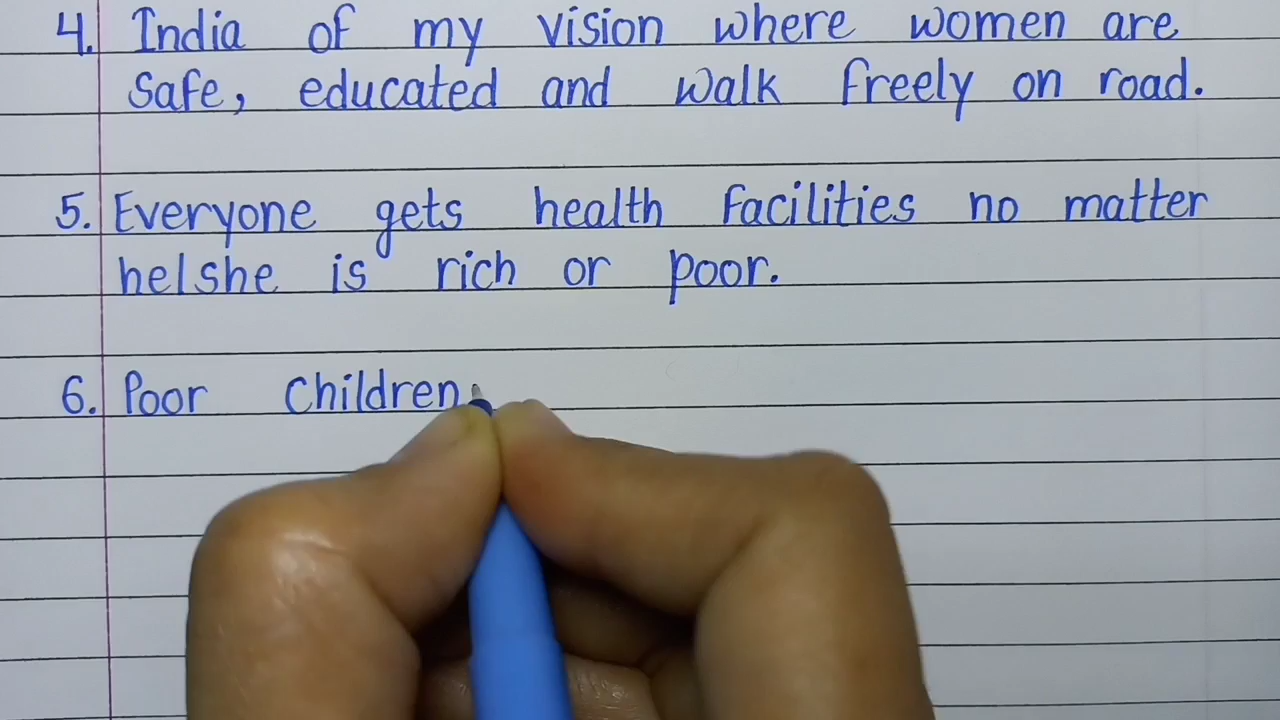 4. India of my vision where women are
safe, educated and walk freely on road.
5. Everyone gets health facilities no matter
he/she is rich or poor.
6. Poor children